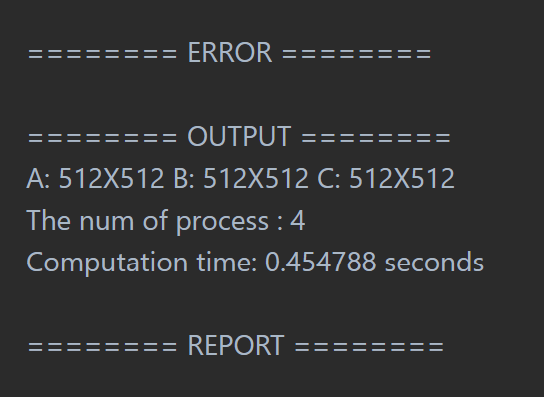 ======== ERROR ========
======== OUTPUT ========
A: 512X512 B: 512X512 C: 512X512
The num of process : 4
Computation time: 0.454788 seconds
======== REPORT ========